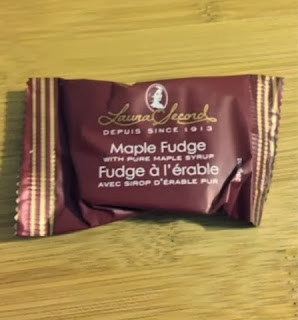 Laura Secord
DEPUIS SINCE 1913
Maple Fudge
WITH PURE MAPLE SYRUP
Fudge à l'érable
AVEC SIROP D'ÉRABLE PUR